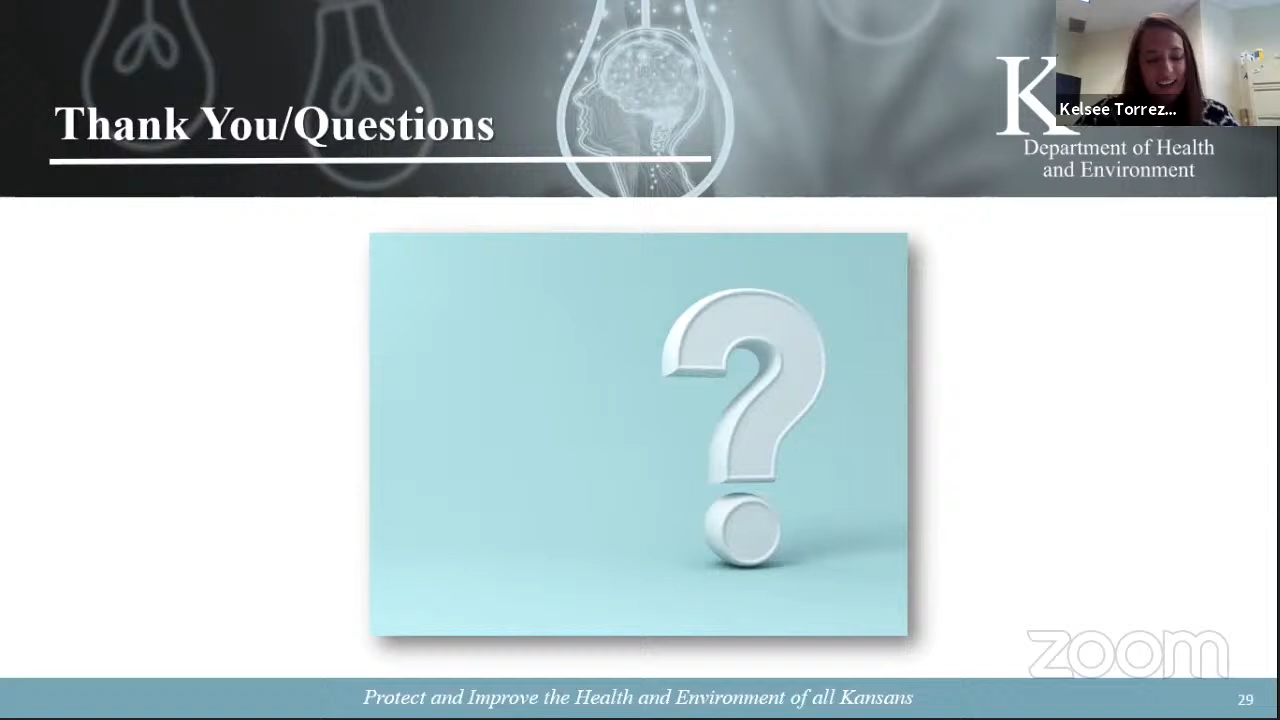 Thank You/Questions
K
Kelsee Torrez...
Department of Health
and Environment
?
zoom
Protect and Improve the Health and Environment of all Kansans
29